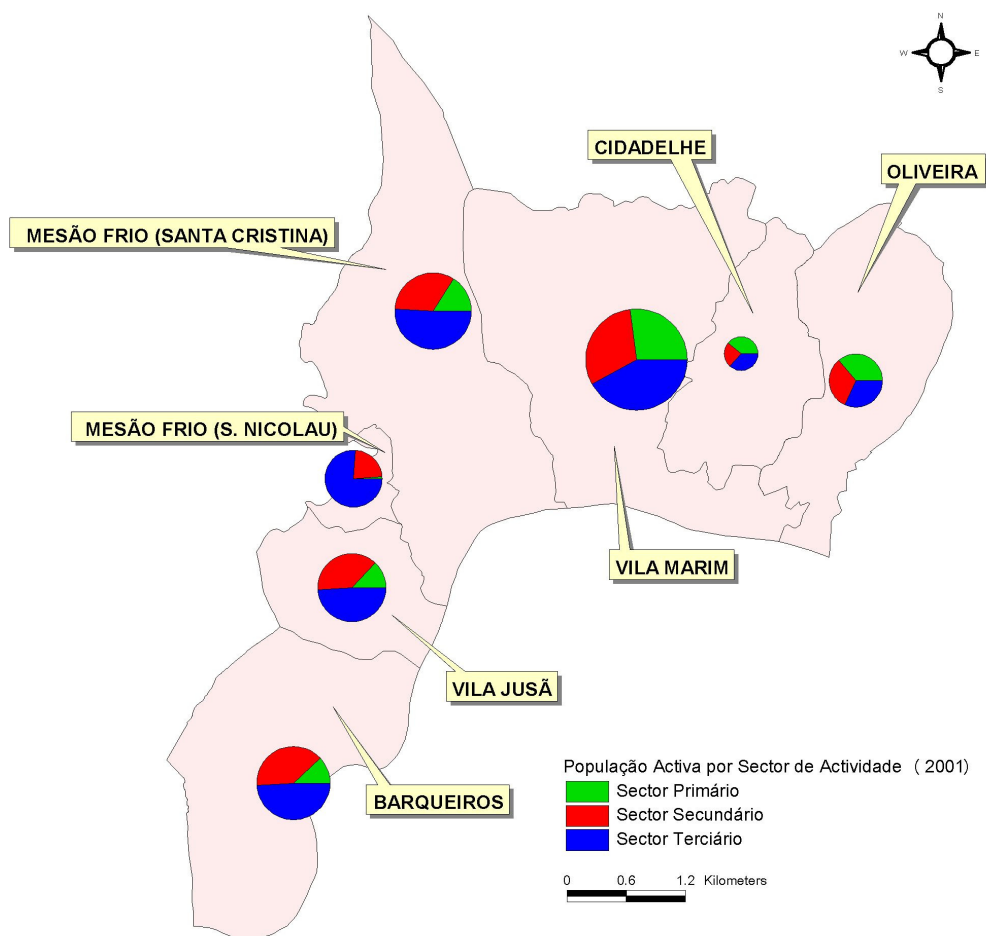 N
W E
S
CIDADELHE
OLIVEIRA
MESÃO FRIO (SANTA CRISTINA)
MESÃO FRIO (S. NICOLAU)
VILA MARIM
VILA JUSÃ
BARQUEIROS
População Activa por Sector de Actividade ( 2001)
Sector Primário
Sector Secundário
Sector Terciário
0 0.6 1.2 Kilometers